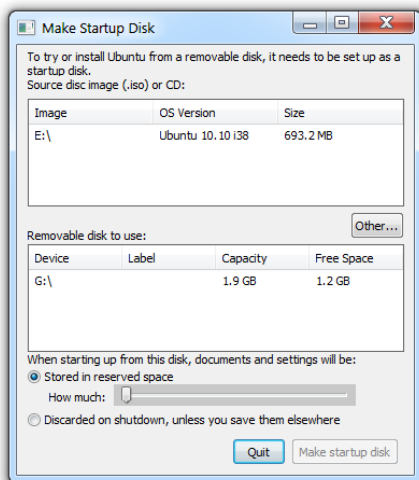 Make Startup Disk
To try or install Ubuntu from a removable disk, it needs to be set up as a
startup disk.
Source disc image (.iso) or CD:
Image OS Version Size
E:\ Ubuntu 10.10 i38 693.2 MB
Other...
Removable disk to use:
Device Label Capacity Free Space
G:\ 1.9 GB 1.2 GB
When starting up from this disk, documents and settings will be:
Stored in reserved space
How much:
Discarded on shutdown, unless you save them elsewhere
Quit Make startup disk